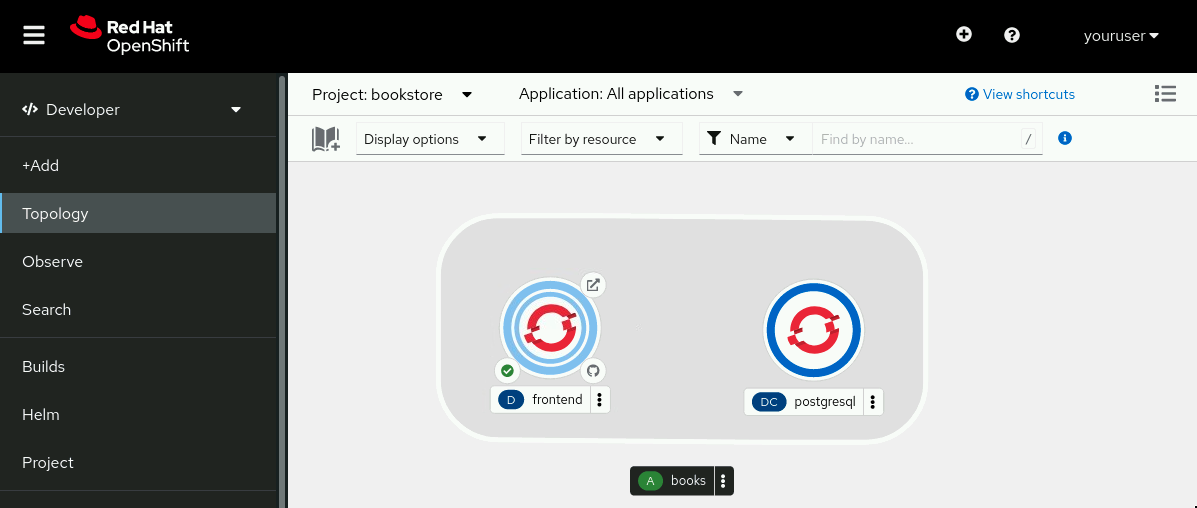 Red Hat
OpenShift
youruser
Developer
+Add
Topology
Observe
Search
Builds
Helm
Project
Project: bookstore
Application: All applications
View shortcuts
Display options
Filter by resource
Name
Find by name...
/
D frontend
DC postgresql
A books